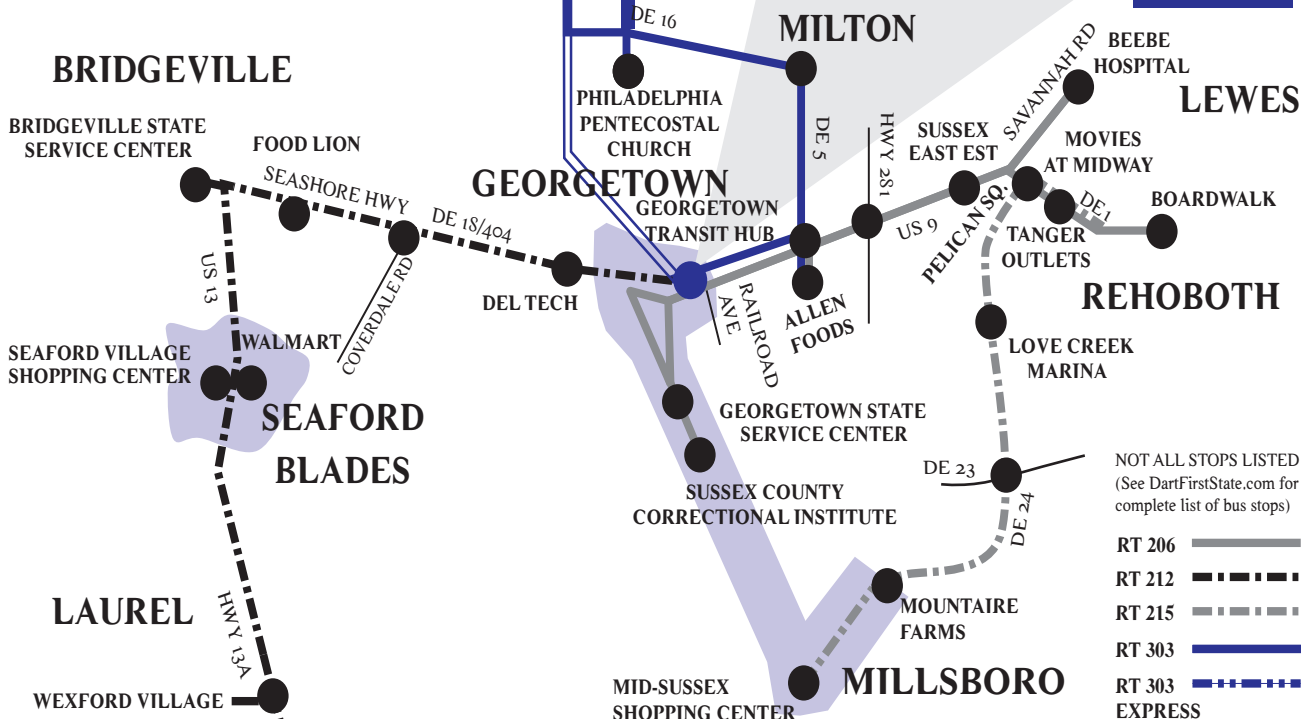 DE 16
MILTON
BRIDGEVILLE
PHILADELPHIA
PENTECOSTAL
CHURCH
SAVANNAH RD
BEEBE
HOSPITAL
LEWES
BRIDGEVILLE STATE
SERVICE CENTER
FOOD LION
SEASHORE HWY
DE 18/404
COVERDALE RD
US 13
GEORGETOWN
GEORGETOWN
TRANSIT HUB
DE 5
HWY 281
SUSSEX
EAST EST
MOVIES
AT MIDWAY
PELICAN SQ.
US 9
DE1
TANGER
OUTLETS
BOARDWALK
REHOBOTH
DEL TECH
RAILROAD
AVE
ALLEN
FOODS
WALMART
SEAFORD VILLAGE
SHOPPING CENTER
SEAFORD
BLADES
LOVE CREEK
MARINA
GEORGETOWN STATE
SERVICE CENTER
SUSSEX COUNTY
CORRECTIONAL INSTITUTE
DE 23
DE 24
LAUREL
HWY 13A
WEXFORD VILLAGE
MOUNTAIRE
FARMS
MILLSBORO
MID-SUSSEX
SHOPPING CENTER
NOT ALL STOPS LISTED
(See DartFirstState.com for
complete list of bus stops)
RT 206
RT 212
RT 215
RT 303
RT 303
EXPRESS